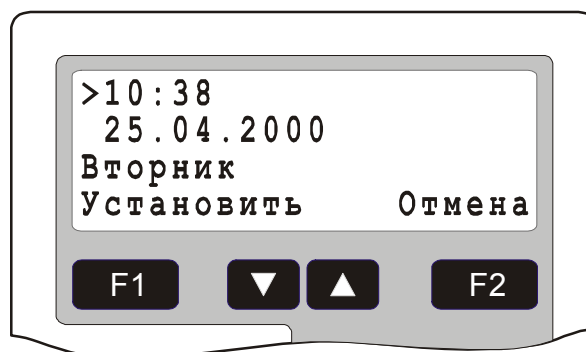 >10:38
25.04.2000
Вторник
Установить Отмена
F1 ▼ ▲ F2